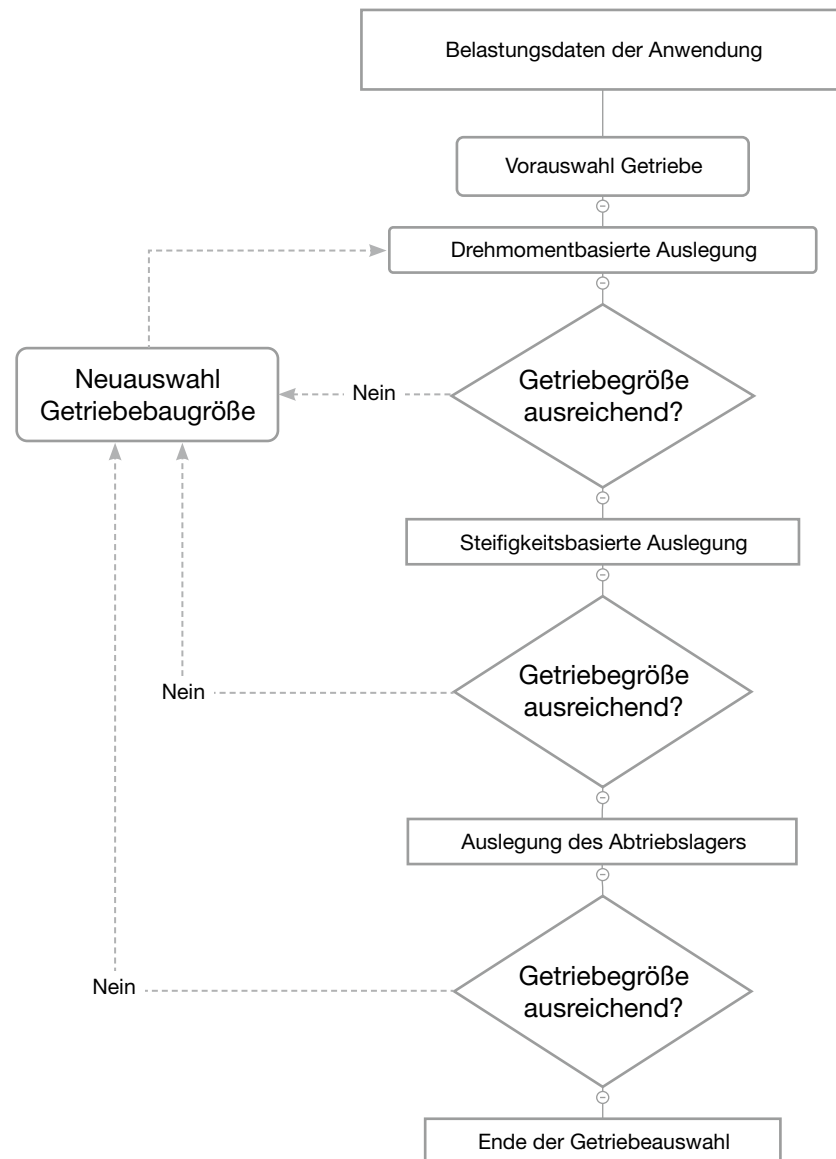 Belastungsdaten der Anwendung
Vorauswahl Getriebe
Drehmomentbasierte Auslegung
Neuauswahl
Getriebebaugröße
Nein
Getriebegröße
ausreichend?
Steifigkeitsbasierte Auslegung
Nein
Getriebegröße
ausreichend?
Auslegung des Abtriebslagers
Nein
Getriebegröße
ausreichend?
Ende der Getriebeauswahl